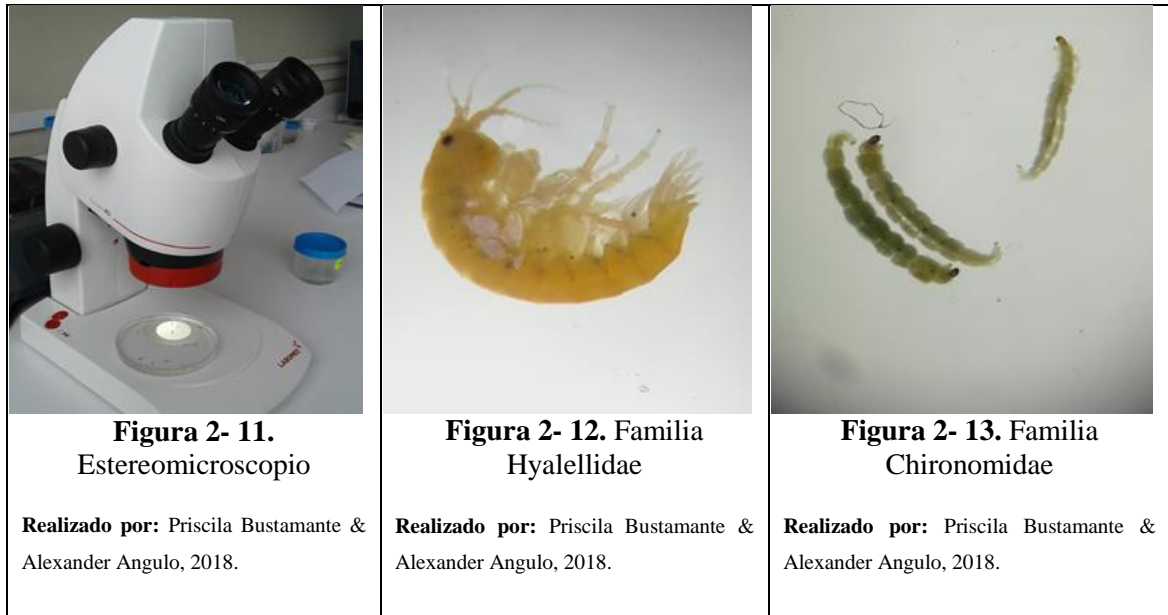 LABOMED
Figura 2- 11.
Estereomicroscopio
Realizado por: Priscila Bustamante &
Alexander Angulo, 2018.
Figura 2- 12. Familia
Hyalellidae
Realizado por: Priscila Bustamante &
Alexander Angulo, 2018.
Figura 2- 13. Familia
Chironomidae
Realizado por: Priscila Bustamante &
Alexander Angulo, 2018.